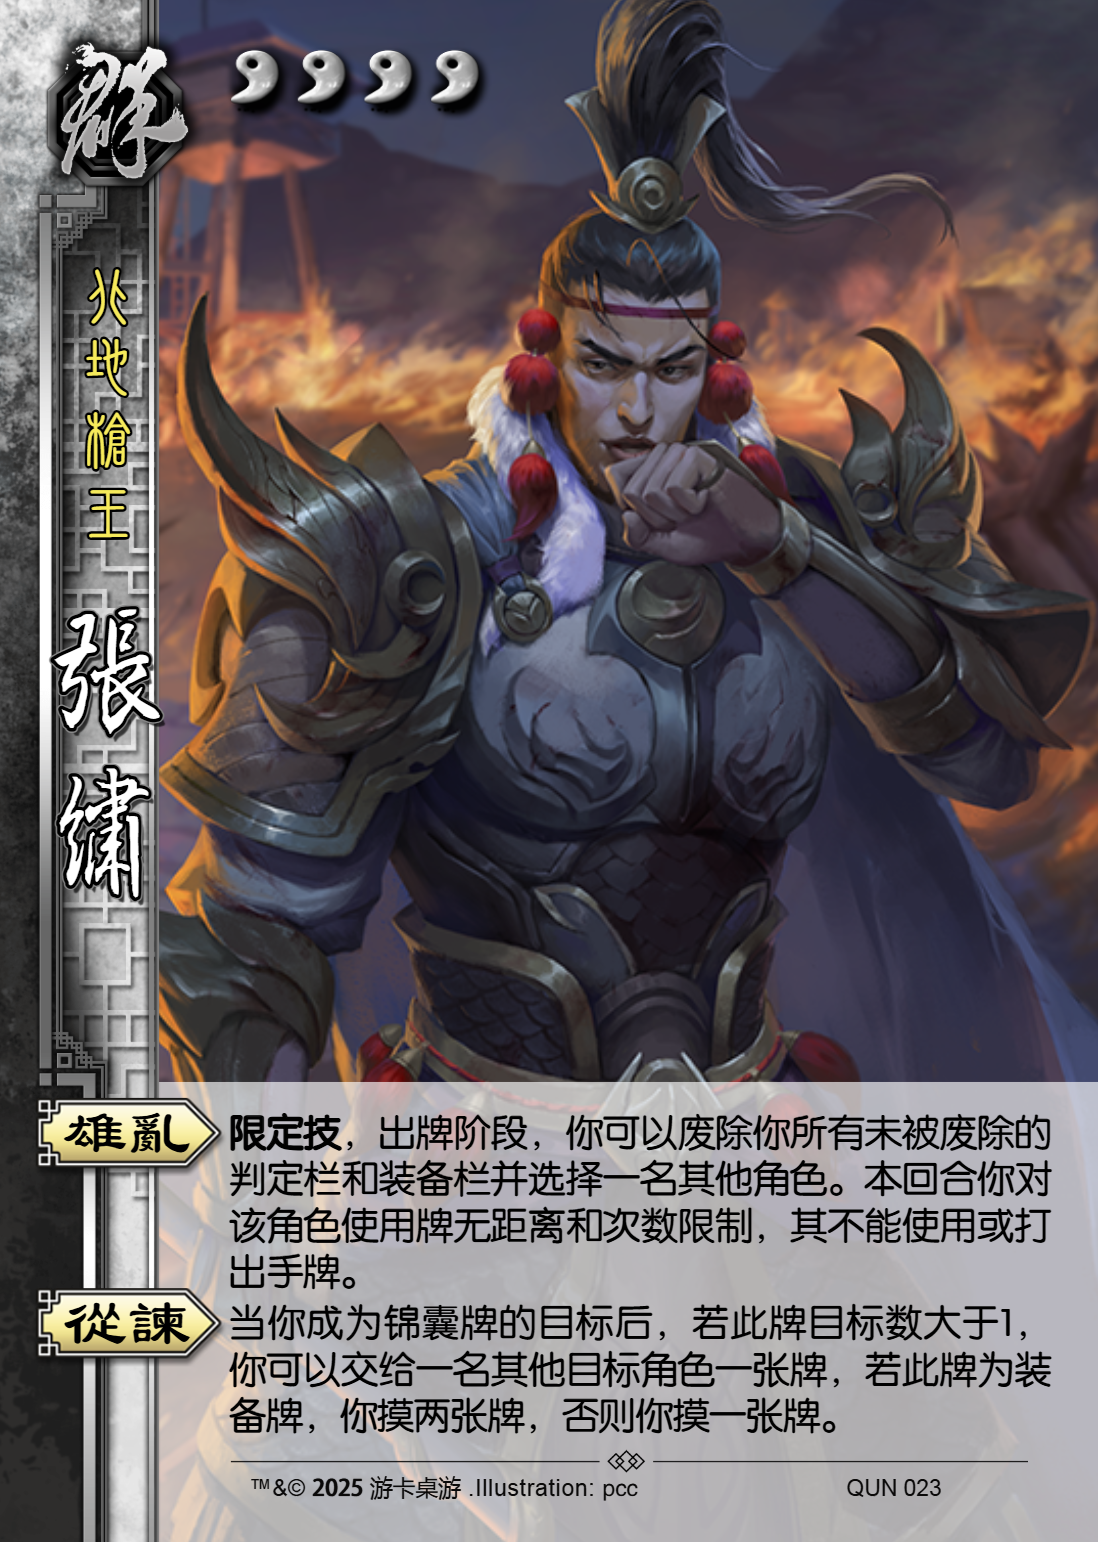 群
北地槍王
張繡
雄亂
限定技，出牌阶段，你可以废除你所有未被废除的
判定栏和装备栏并选择一名其他角色。本回合你对
该角色使用牌无距离和次数限制，其不能使用或打
出手牌。
從諫
当你成为锦囊牌的目标后，若此牌目标数大于1，
你可以交给一名其他目标角色一张牌，若此牌为装
备牌，你摸两张牌，否则你摸一张牌。
™&© 2025 游卡桌游 .Illustration: pcc QUN 023